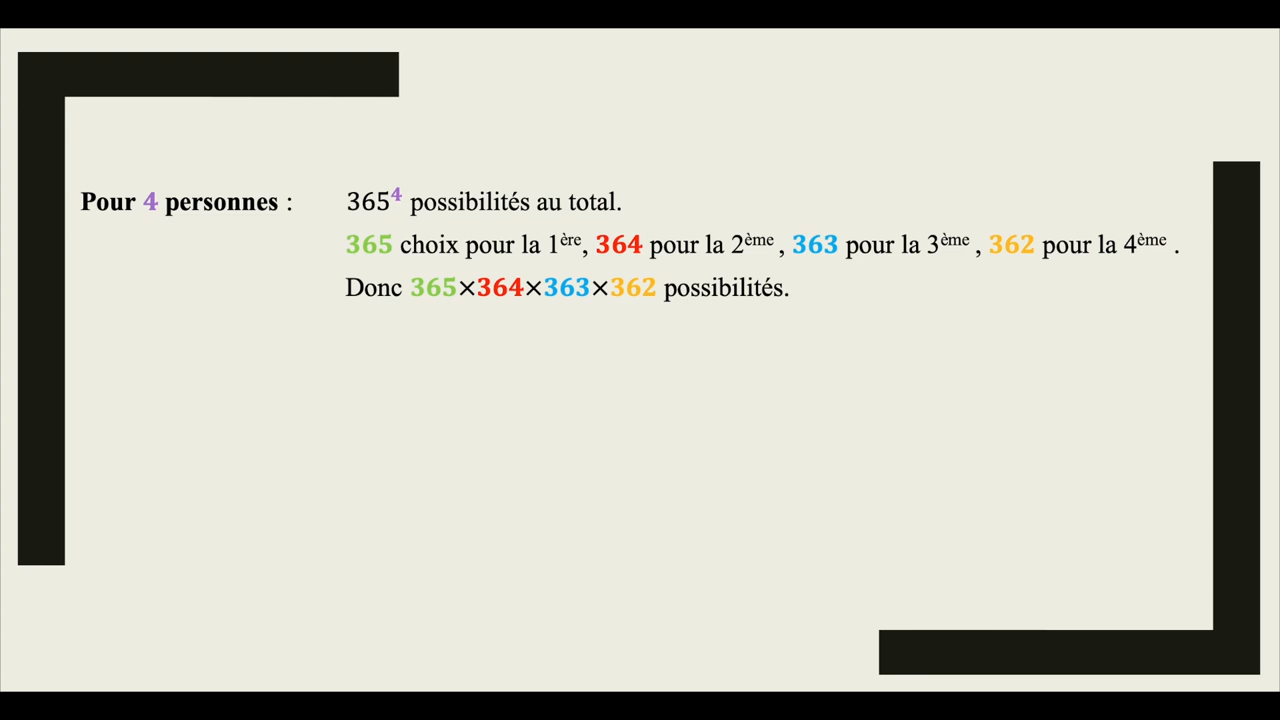 Pour 4 personnes : 365⁴ possibilités au total.
365 choix pour la 1ère, 364 pour la 2ème , 363 pour la 3ème , 362 pour la 4ème .
Donc 365×364×363×362 possibilités.